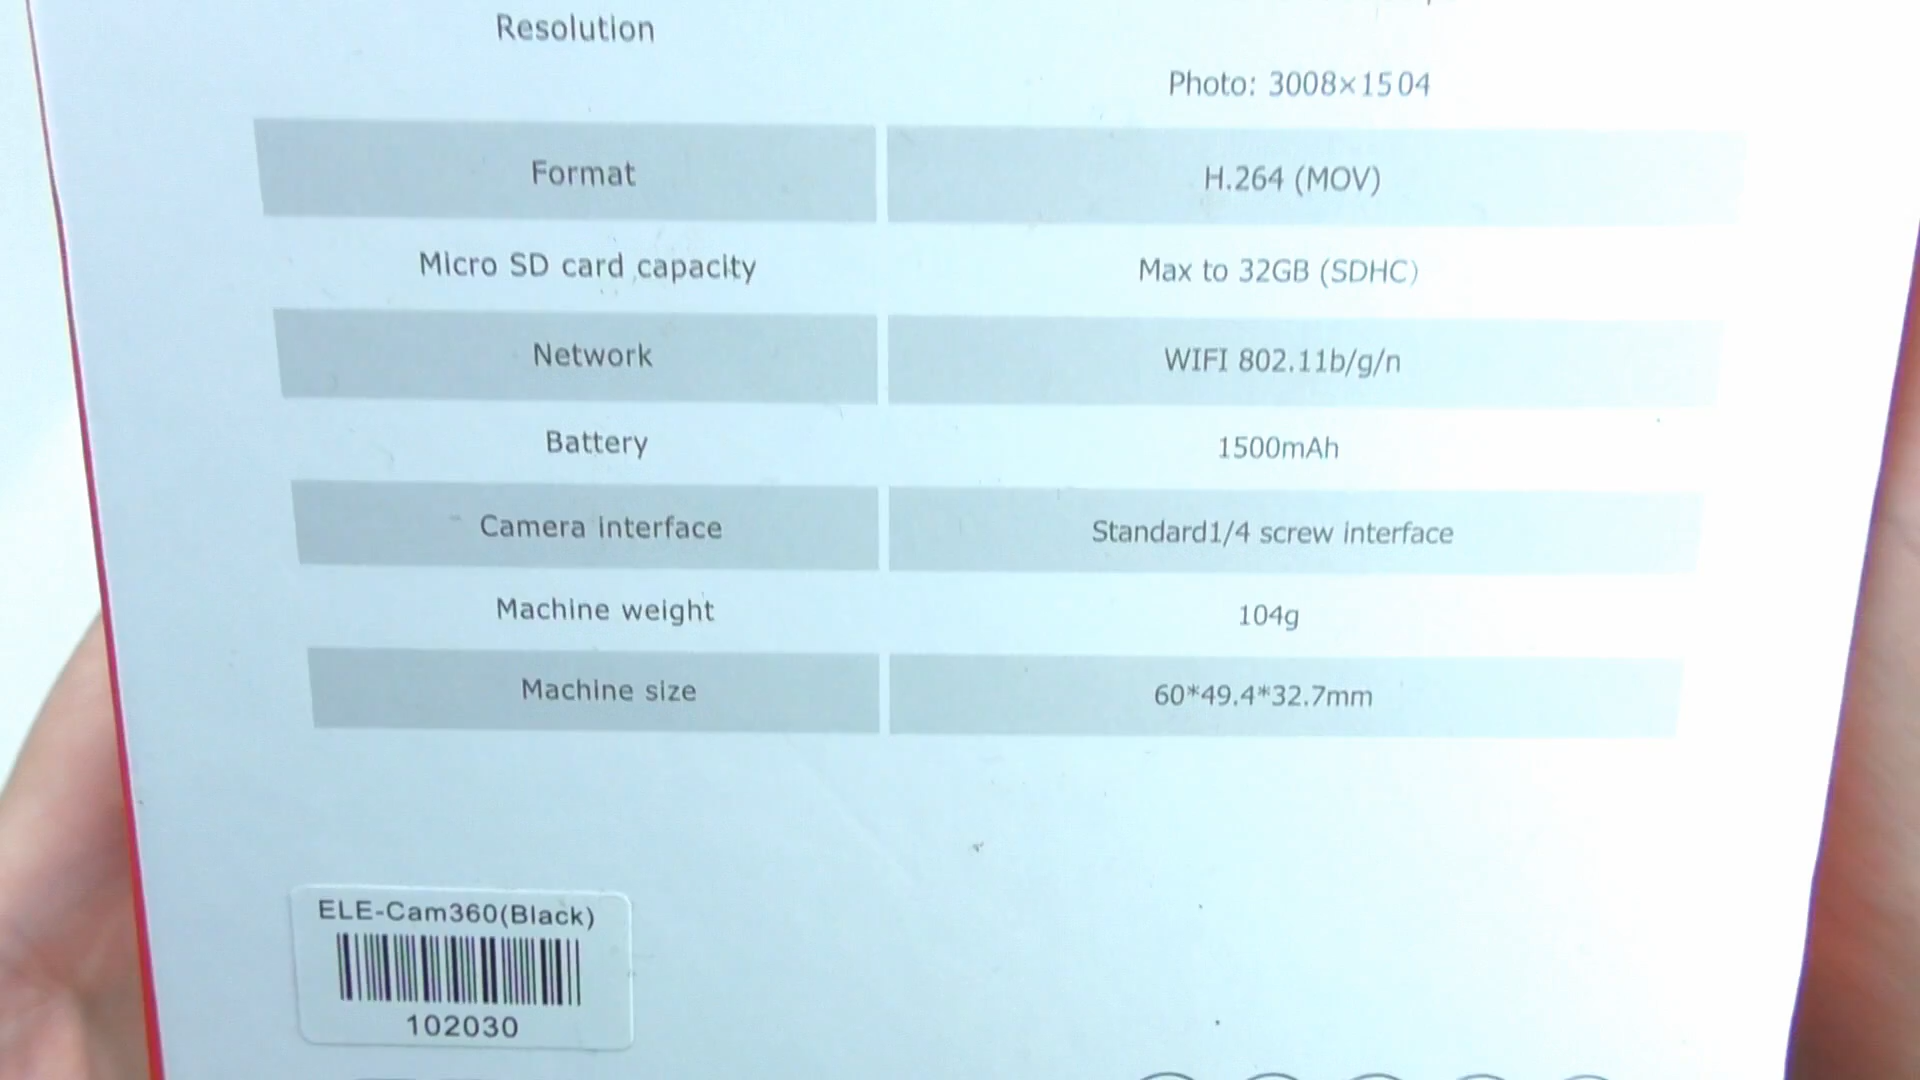 Resolution
Photo: 3008×1504
Format H.264 (MOV)
Micro SD card capacity Max to 32GB (SDHC)
Network WIFI 802.11b/g/n
Battery 1500mAh
Camera interface Standard1/4 screw interface
Machine weight 104g
Machine size 60*49.4*32.7mm
ELE-Cam360(Black)
102030